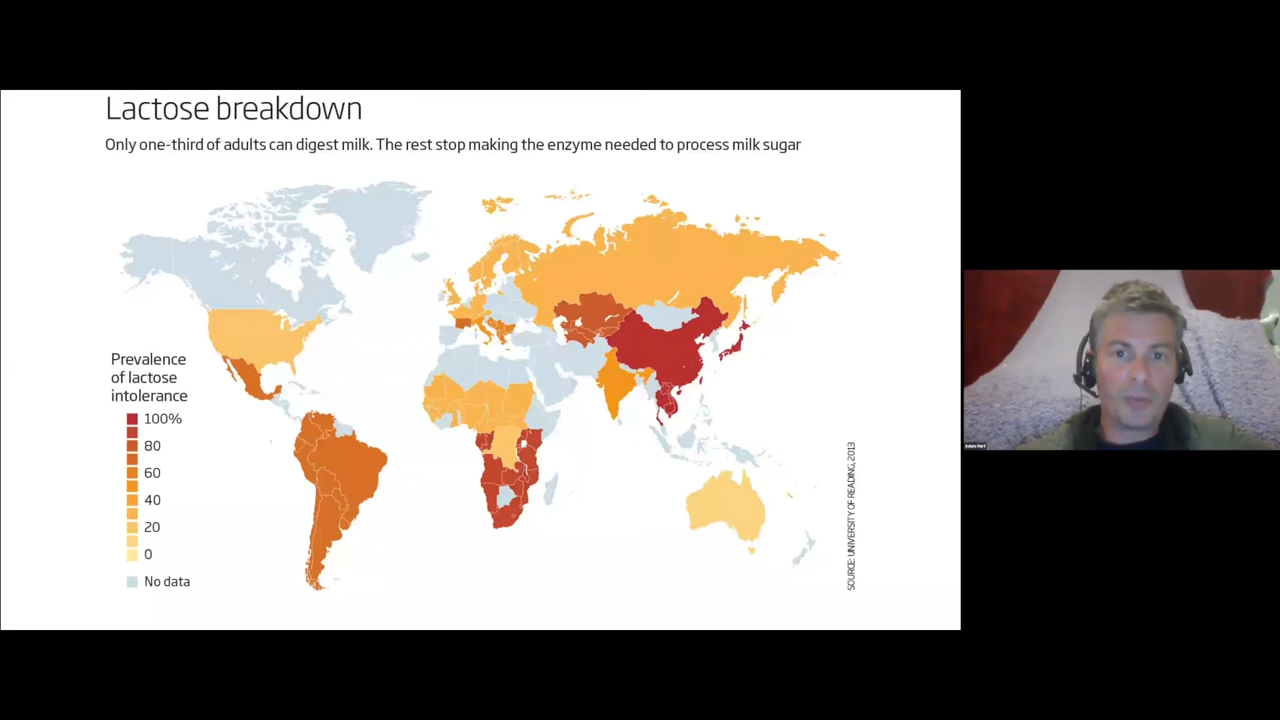 Lactose breakdown
Only one-third of adults can digest milk. The rest stop making the enzyme needed to process milk sugar
Prevalence
of lactose
intolerance
100%
80
60
40
20
0
No data
SOURCE: UNIVERSITY OF READING, 2013
Adam Hart